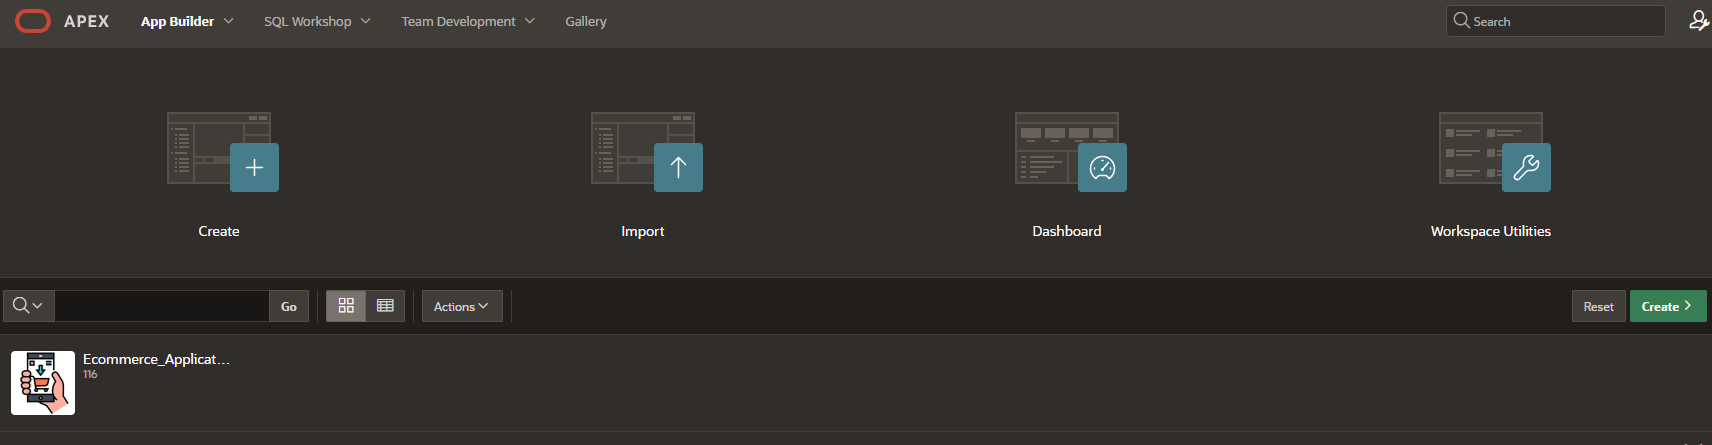 APEX App Builder SQL Workshop Team Development Gallery Search
Create Import Dashboard Workspace Utilities
Go Actions Reset Create
Ecommerce_Applicat...
116